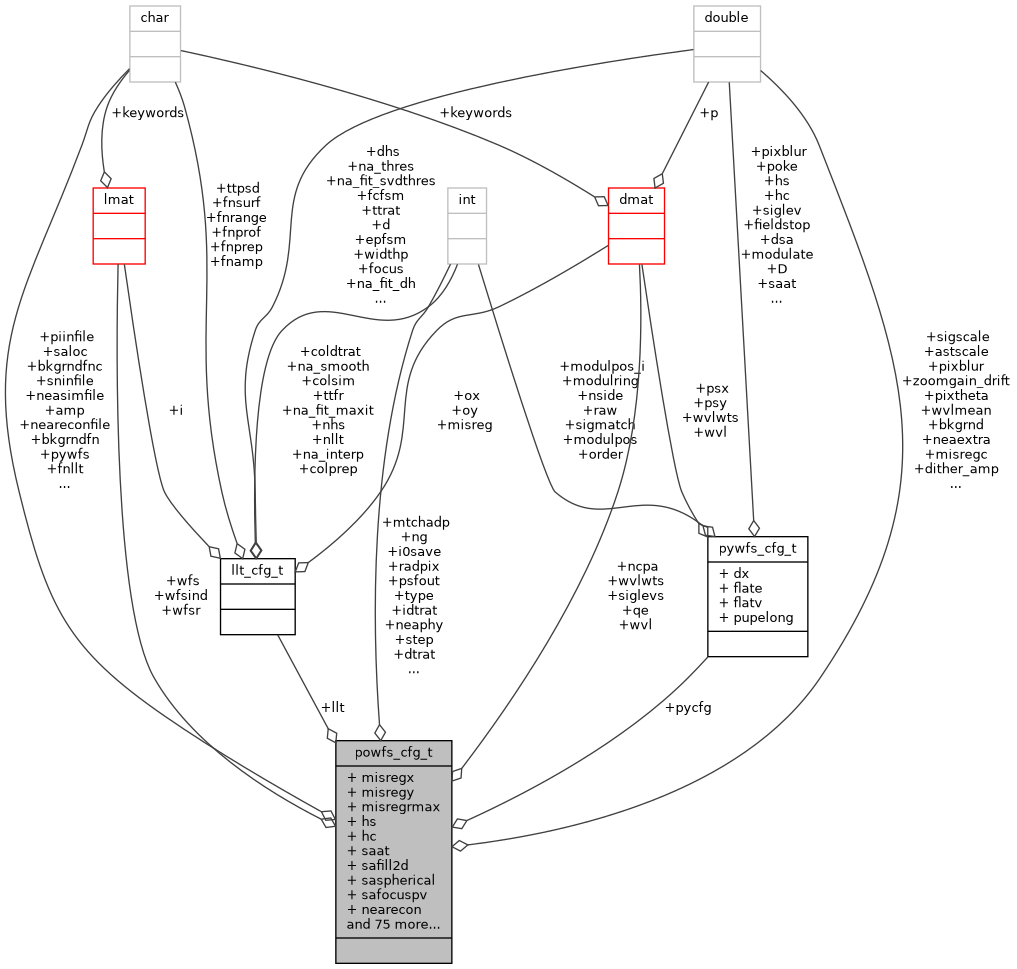 char
double
+keywords
+keywords
+p
lmat
int
dmat
+ttpsd
+fnsurf
+fnrange
+fnprof
+fnprep
+fnamp
+dhs
+na_thres
+na_fit_svdthres
+fcfsm
+ttrat
+d
+epfsm
+widthp
+focus
+na_fit_dh
...
+pixblur
+poke
+hs
+hc
+siglev
+fieldstop
+dsa
+modulate
+D
+saat
...
+piinfile
+saloc
+bkgrndfnc
+sninfile
+neasimfile
+amp
+neareconfile
+bkgrndfn
+pywfs
+fnllt
...
+i
+coldtrat
+na_smooth
+colsim
+ttfr
+na_fit_maxit
+nhs
+nllt
+na_interp
+colprep
+ox
+oy
+misreg
+modulpos_i
+modulring
+nside
+raw
+sigmatch
+modulpos
+order
+psx
+psy
+wvlwts
+wvl
+sigscale
+astscale
+pixblur
+zoomgain_drift
+pixtheta
+wvlmean
+bkgrnd
+neaextra
+misregc
+dither_amp
...
+wfs
+wfsind
+wfsr
llt_cfg_t
+mtchadp
+ng
+i0save
+radpix
+psfout
+type
+idtrat
+neaphy
+step
+dtrat
...
+ncpa
+wvlwts
+siglevs
+qe
+wvl
pywfs_cfg_t
+ dx
+ flate
+ flatv
+ pupelong
+llt
+pycfg
powfs_cfg_t
+ misregx
+ misregy
+ misregrmax
+ hs
+ hc
+ saat
+ safill2d
+ saspherical
+ safocuspv
+ nearecon
and 75 more...